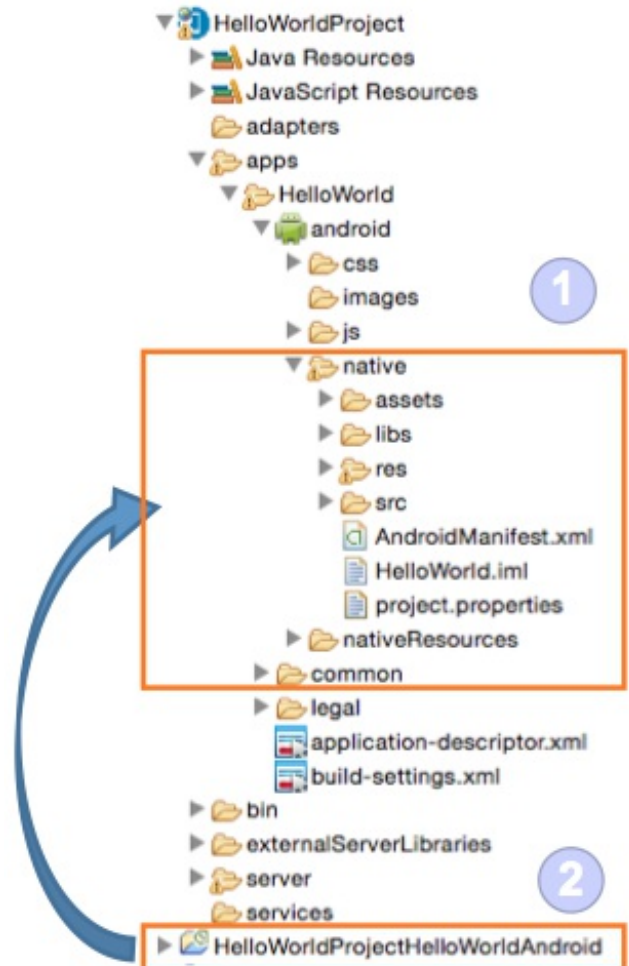 HelloWorldProject
Java Resources
JavaScript Resources
adapters
apps
HelloWorld
android
css
images
1
js
native
assets
libs
res
src
AndroidManifest.xml
HelloWorld.iml
project.properties
nativeResources
common
legal
application-descriptor.xml
build-settings.xml
bin
externalServerLibraries
server
2
services
HelloWorldProjectHelloWorldAndroid